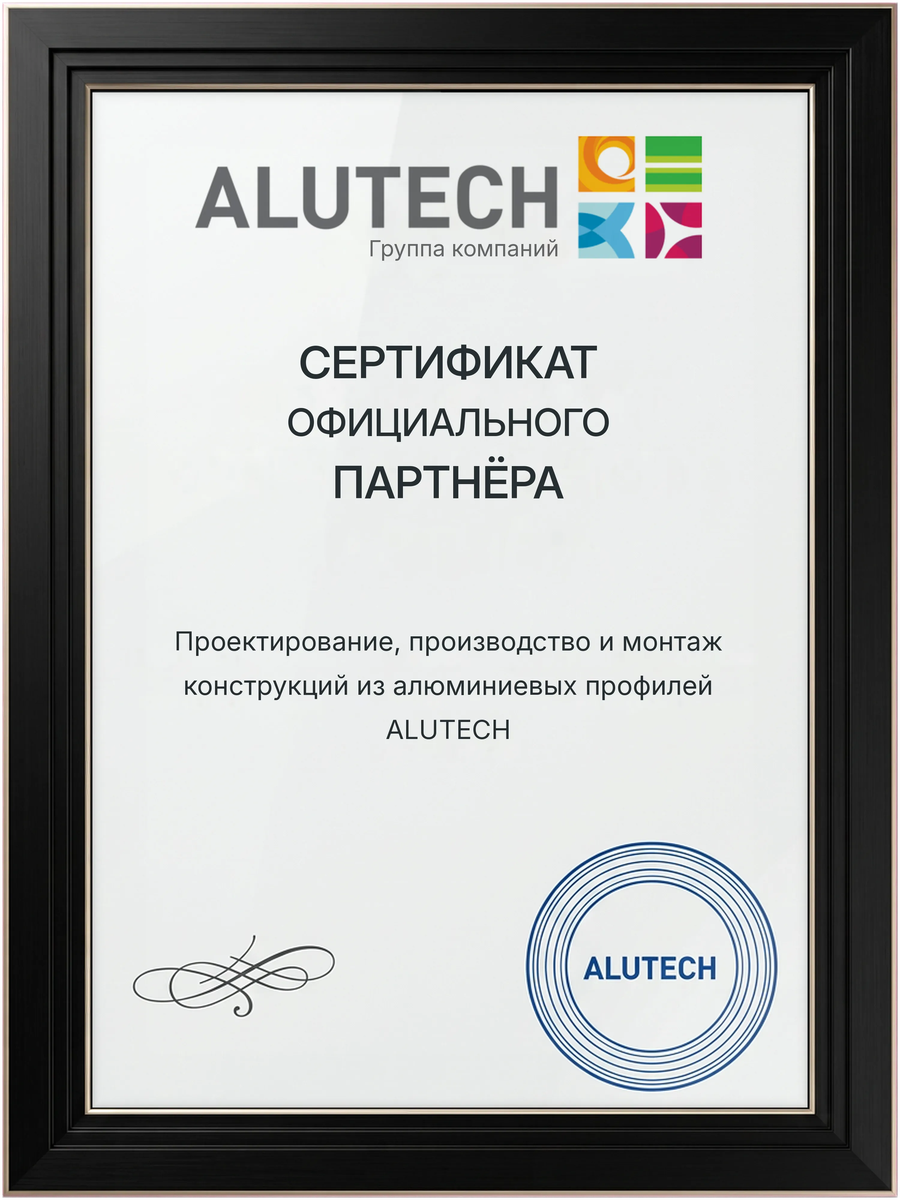 ALUTECH
Группа компаний
СЕРТИФИКАТ
ОФИЦИАЛЬНОГО
ПАРТНЁРА
Проектирование, производство и монтаж
конструкций из алюминиевых профилей
ALUTECH
ALUTECH